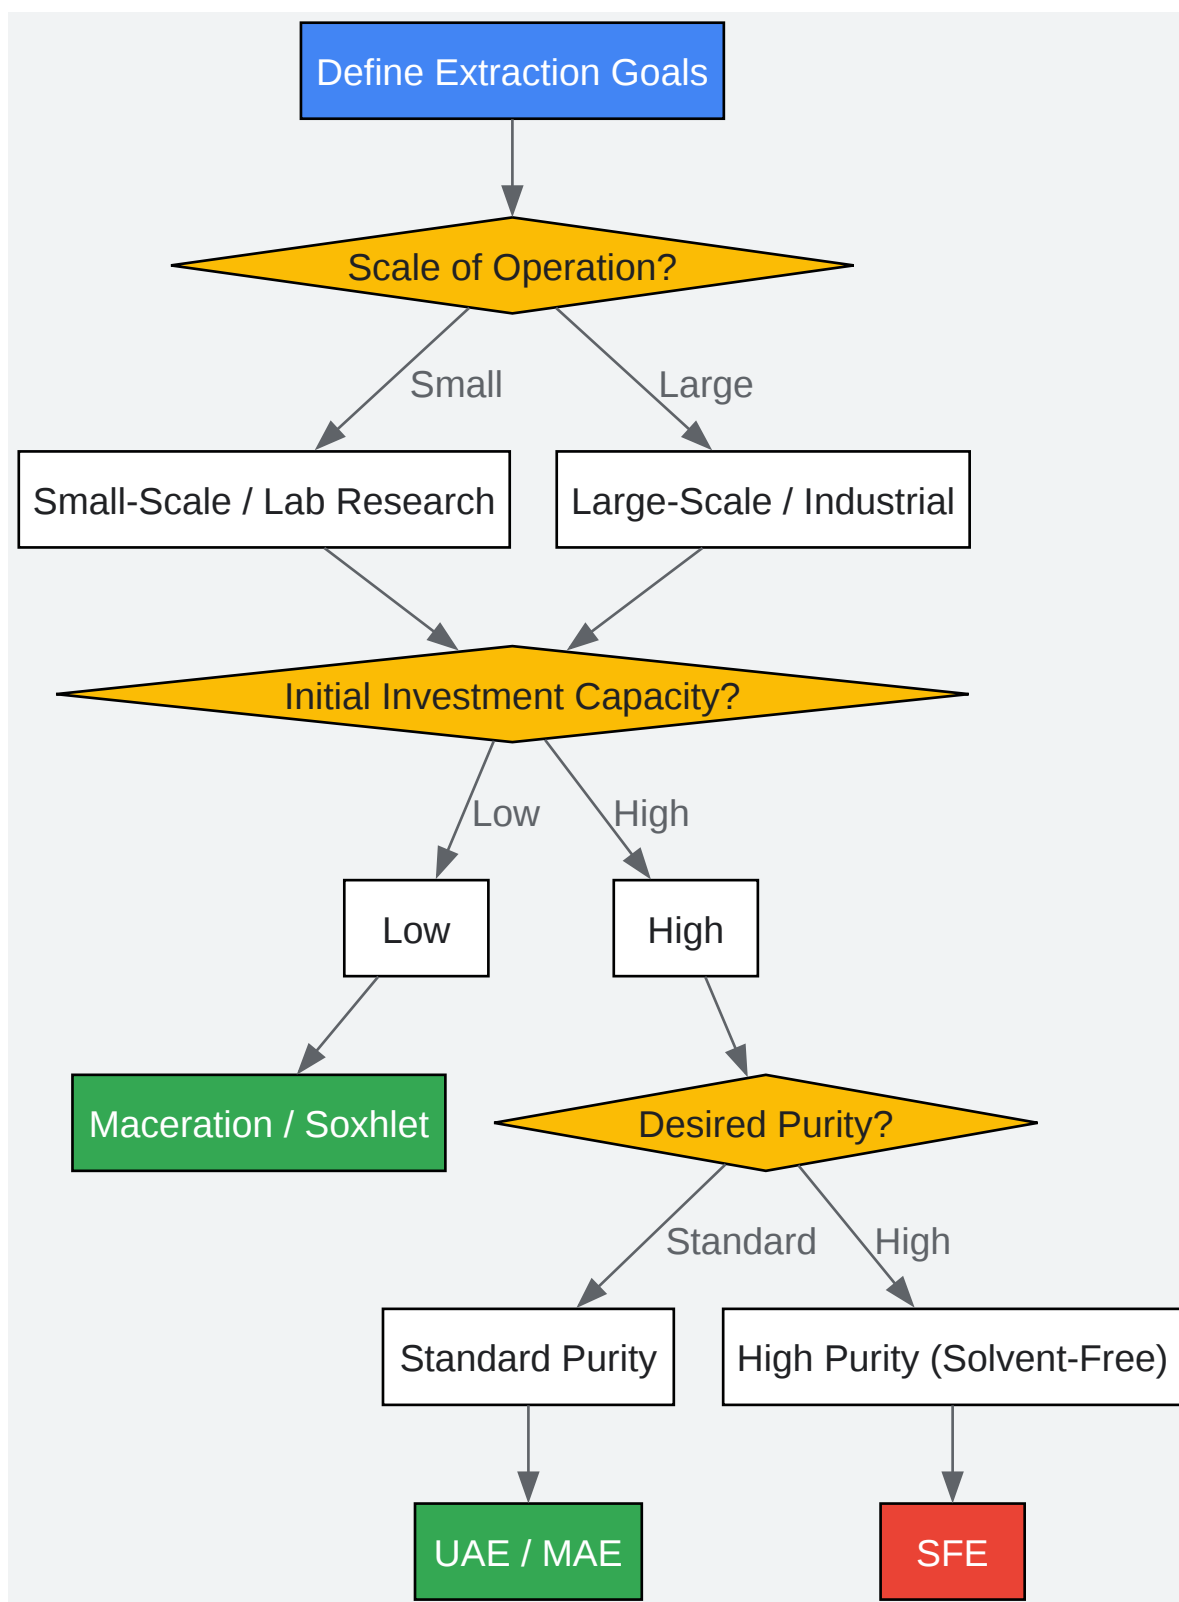 Define Extraction Goals
Scale of Operation?
Small
Large
Small-Scale / Lab Research
Large-Scale / Industrial
Initial Investment Capacity?
Low
High
Low
High
Maceration / Soxhlet
Desired Purity?
Standard
High
Standard Purity
High Purity (Solvent-Free)
UAE / MAE
SFE